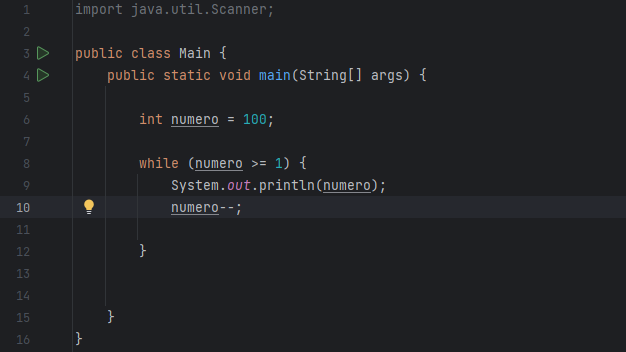 1 import java.util.Scanner;
2
3 public class Main {
4 public static void main(String[] args) {
5
6 int numero = 100;
7
8 while (numero >= 1) {
9 System.out.println(numero);
10 numero--;
11
12 }
13
14
15 }
16 }